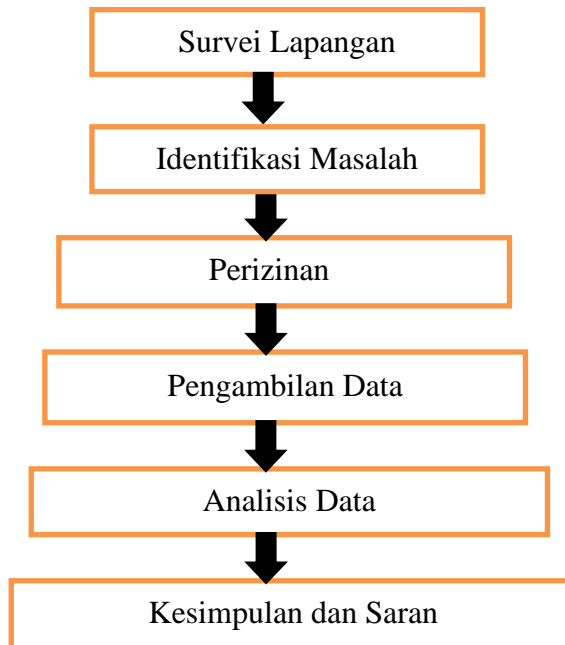 Survei Lapangan
Identifikasi Masalah
Perizinan
Pengambilan Data
Analisis Data
Kesimpulan dan Saran